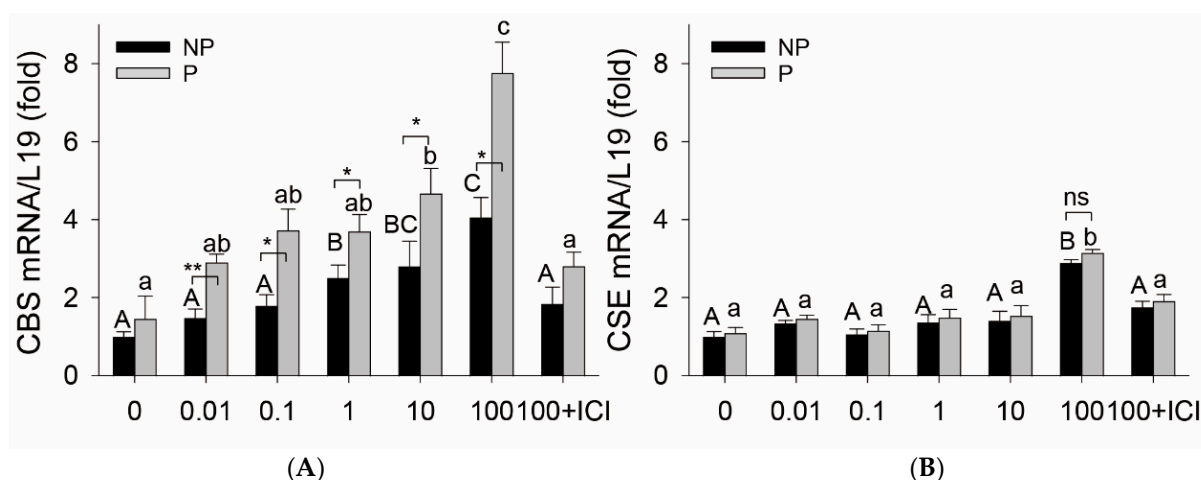 CBS mRNA/L19 (fold)
8
6
4
2
0
NP
P
A
a
**
A
ab
*
A
ab
*
B
ab
*
BC
b
*
C
c
A
a
0
0.01
0.1
1
10
100
100+ICI
(A)
CSE mRNA/L19 (fold)
8
6
4
2
0
NP
P
A
a
A
a
A
a
A
a
A
a
ns
B
b
A
a
0
0.01
0.1
1
10
100
100+ICI
(B)